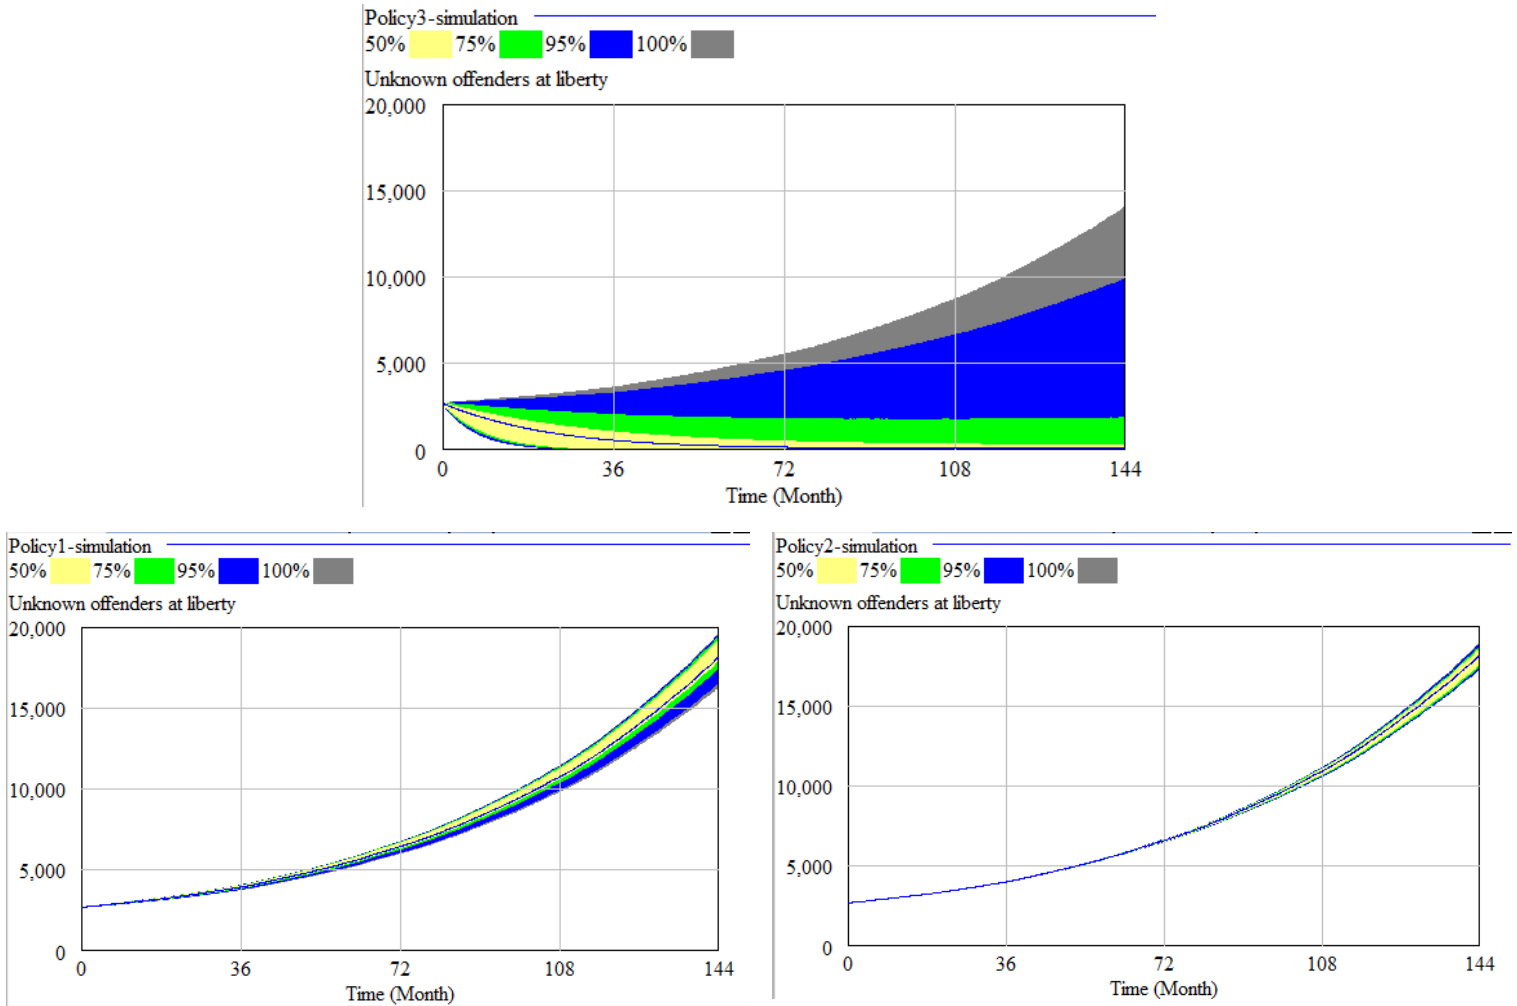 Policy3-simulation
50% 75% 95% 100%
Unknown offenders at liberty
20,000
15,000
10,000
5,000
0
0 36 72 108 144
Time (Month)
Policy1-simulation
50% 75% 95% 100%
Unknown offenders at liberty
20,000
15,000
10,000
5,000
0
0 36 72 108 144
Time (Month)
Policy2-simulation
50% 75% 95% 100%
Unknown offenders at liberty
20,000
15,000
10,000
5,000
0
0 36 72 108 144
Time (Month)